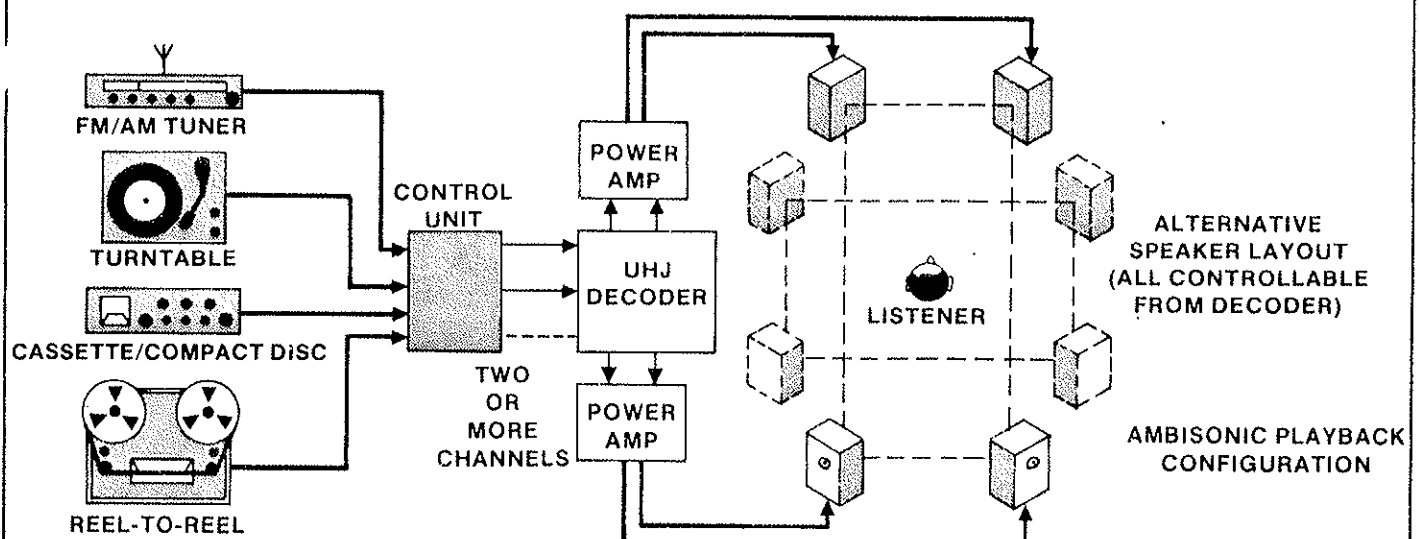 FM/AM TUNER
TURNTABLE
CASSETTE/COMPACT DiSC
REEL-TO-REEL
CONTROL
UNIT
TWO
OR
MORE
CHANNELS
POWER
AMP
UHJ
DECODER
POWER
AMP
LISTENER
ALTERNATIVE
SPEAKER LAYOUT
(ALL CONTROLLABLE
FROM DECODER)
AMBISONIC PLAYBACK
CONFIGURATION